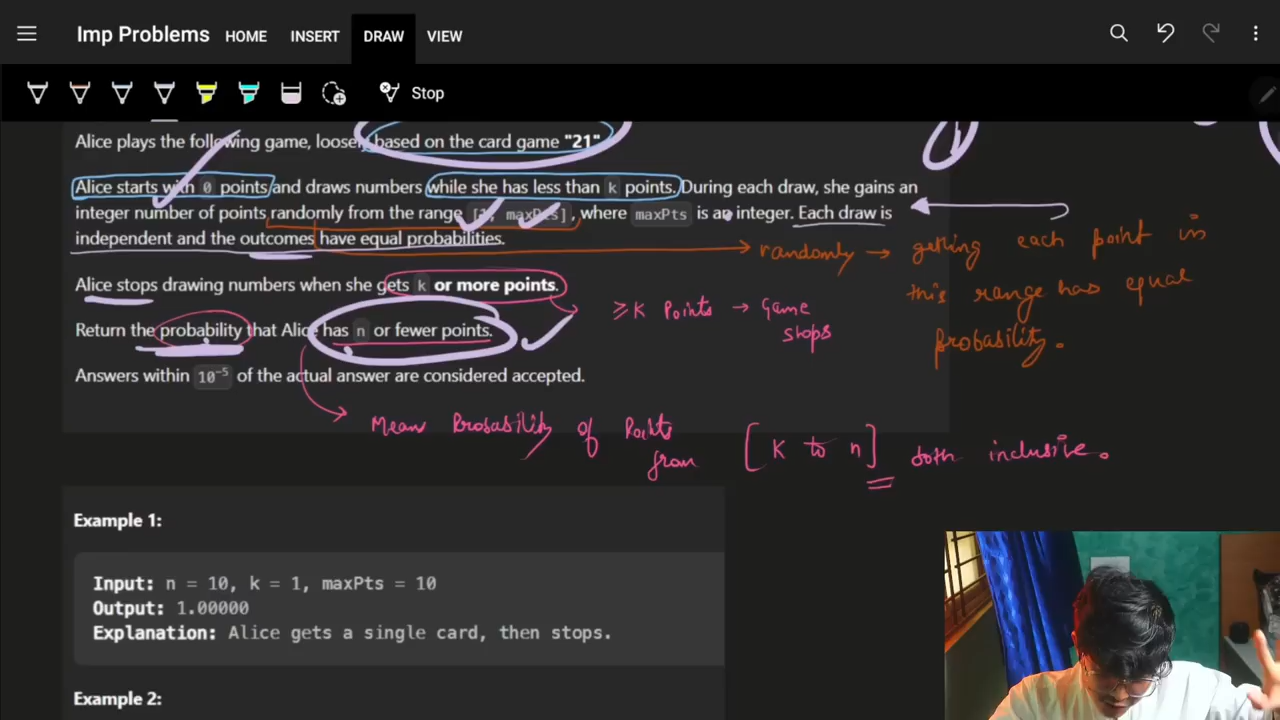 Imp Problems HOME INSERT DRAW VIEW
Stop
Alice plays the following game, loosely based on the card game "21".
Alice starts with 0 points and draws numbers while she has less than k points. During each draw, she gains an
integer number of points randomly from the range [1, maxPts], where maxPts is an integer. Each draw is
independent and the outcomes have equal probabilities.
randomly → getting each point in
this range has equal
probability.
Alice stops drawing numbers when she gets k or more points.
≥K Points → Game
stops
Return the probability that Alice has n or fewer points.
Answers within 10^-5 of the actual answer are considered accepted.
Mean Probability of Points
from [K to n] both inclusive.
Example 1:
Input: n = 10, k = 1, maxPts = 10
Output: 1.00000
Explanation: Alice gets a single card, then stops.
Example 2: